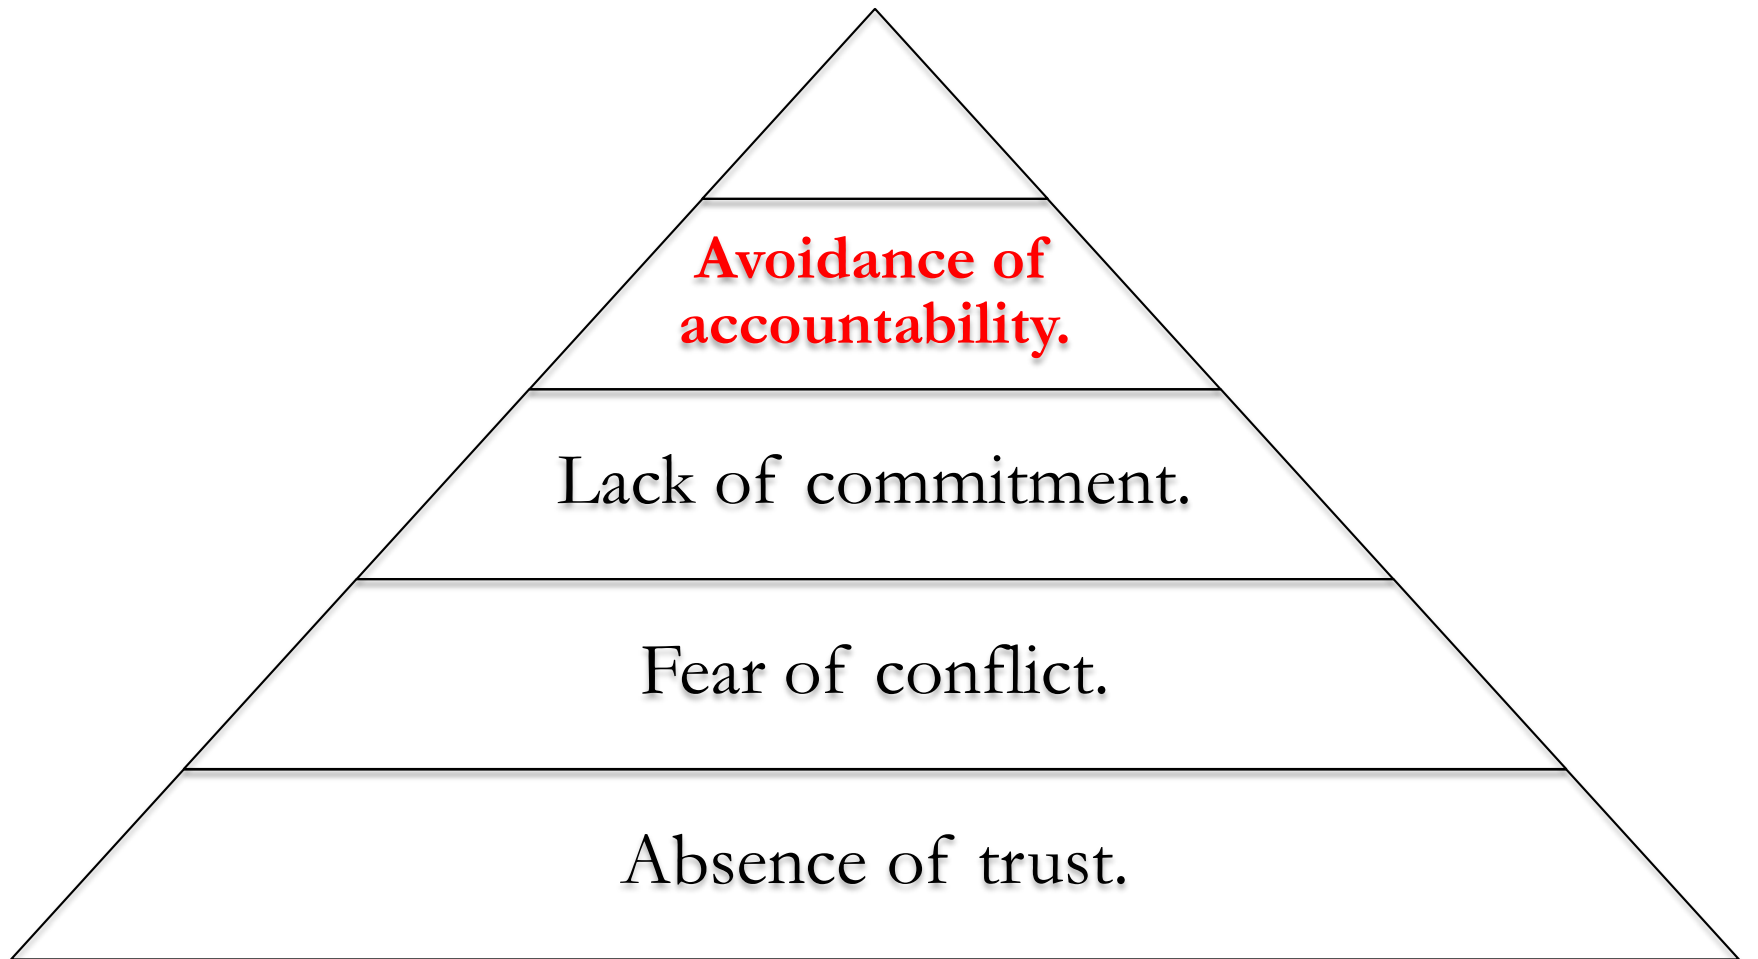 Avoidance of
accountability.
Lack of commitment.
Fear of conflict.
Absence of trust.